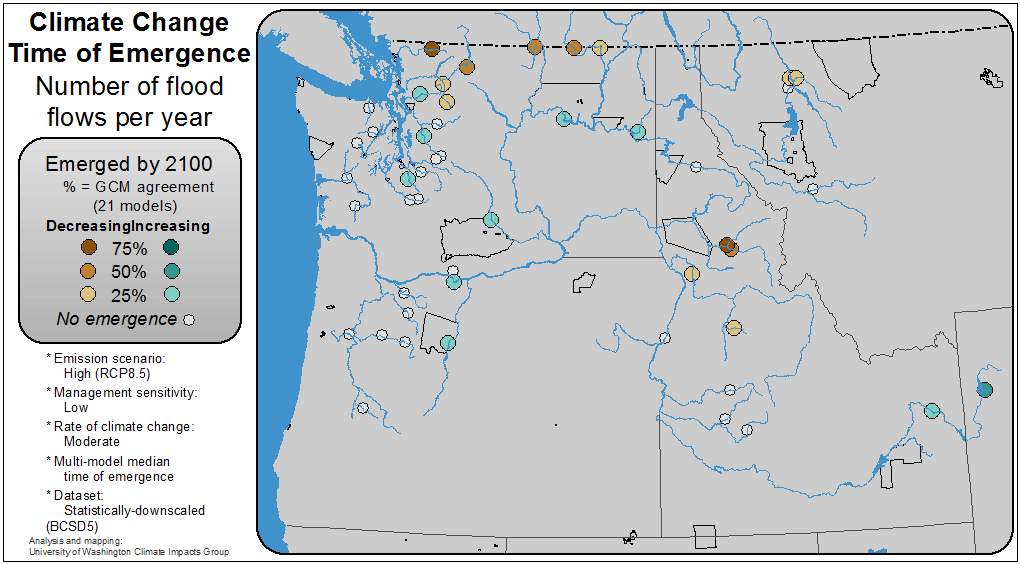 Climate Change
Time of Emergence
Number of flood
flows per year
Emerged by 2100
% = GCM agreement
(21 models)
DecreasingIncreasing
75%
50%
25%
No emergence
* Emission scenario:
High (RCP8.5)
* Management sensitivity:
Low
* Rate of climate change:
Moderate
* Multi-model median
time of emergence
* Dataset:
Statistically-downscaled
(BCSD5)
Analysis and mapping:
University of Washington Climate Impacts Group